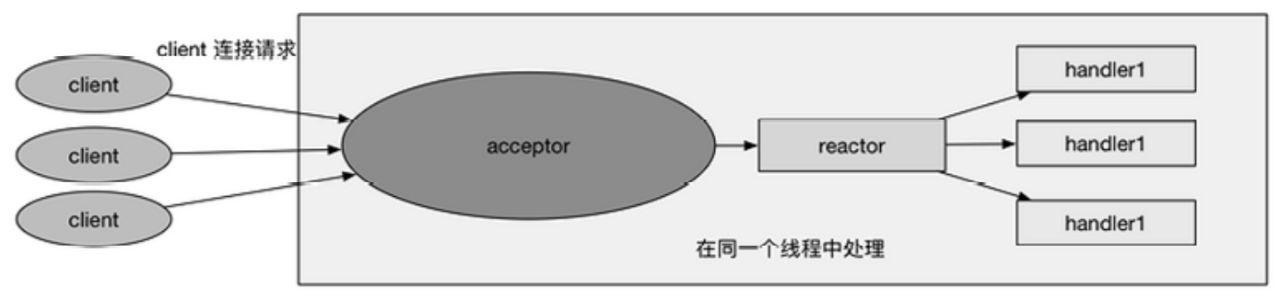 client 连接请求
client
client
client
acceptor
reactor
handler1
handler1
handler1
在同一个线程中处理